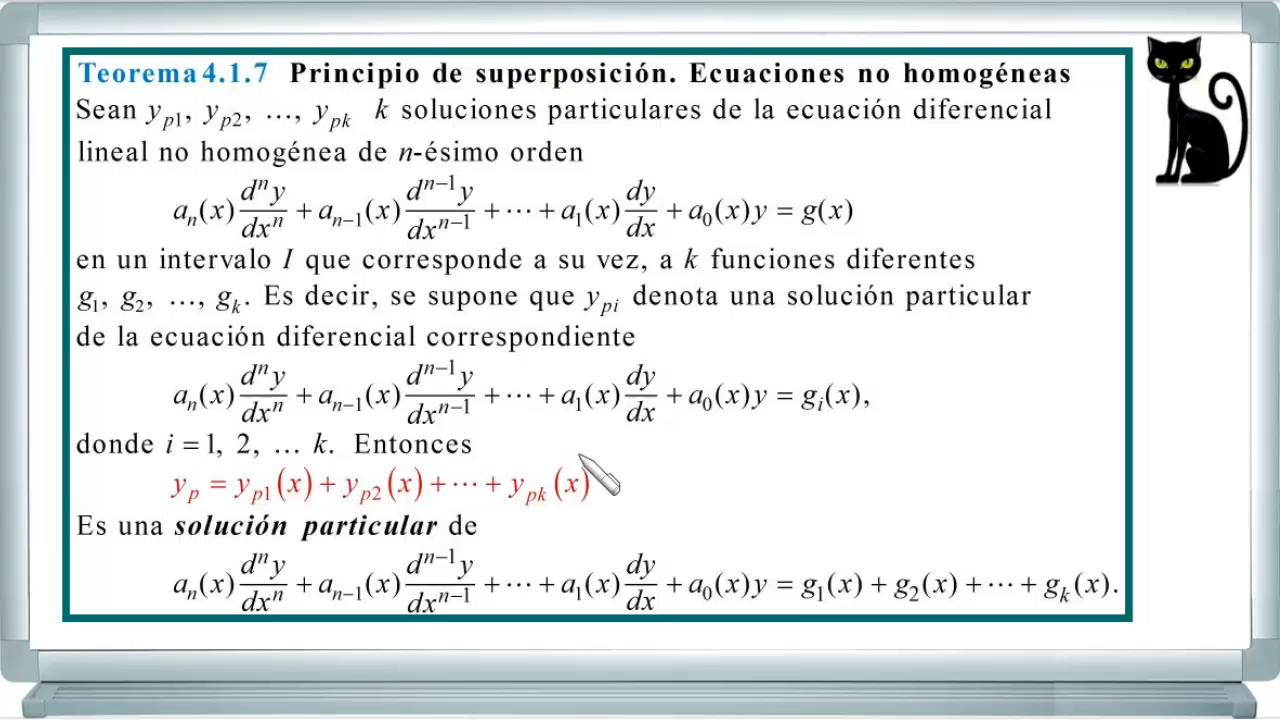 Teorema 4.1.7 Principio de superposición. Ecuaciones no homogéneas
Sean y_{p1}, y_{p2}, ..., y_{pk} k soluciones particulares de la ecuación diferencial
lineal no homogénea de n-ésimo orden
a_n(x) d^n y/dx^n + a_{n−1}(x) d^{n−1} y/dx^{n−1} + ⋯ + a_1(x) dy/dx + a_0(x)y = g(x)
en un intervalo I que corresponde a su vez, a k funciones diferentes
g_1, g_2, ..., g_k. Es decir, se supone que y_{pi} denota una solución particular
de la ecuación diferencial correspondiente
a_n(x) d^n y/dx^n + a_{n−1}(x) d^{n−1} y/dx^{n−1} + ⋯ + a_1(x) dy/dx + a_0(x)y = g_i(x),
donde i = 1, 2, ... k. Entonces
y_p = y_{p1}(x) + y_{p2}(x) + ⋯ + y_{pk}(x)
Es una solución particular de
a_n(x) d^n y/dx^n + a_{n−1}(x) d^{n−1} y/dx^{n−1} + ⋯ + a_1(x) dy/dx + a_0(x)y = g_1(x) + g_2(x) + ⋯ + g_k(x).